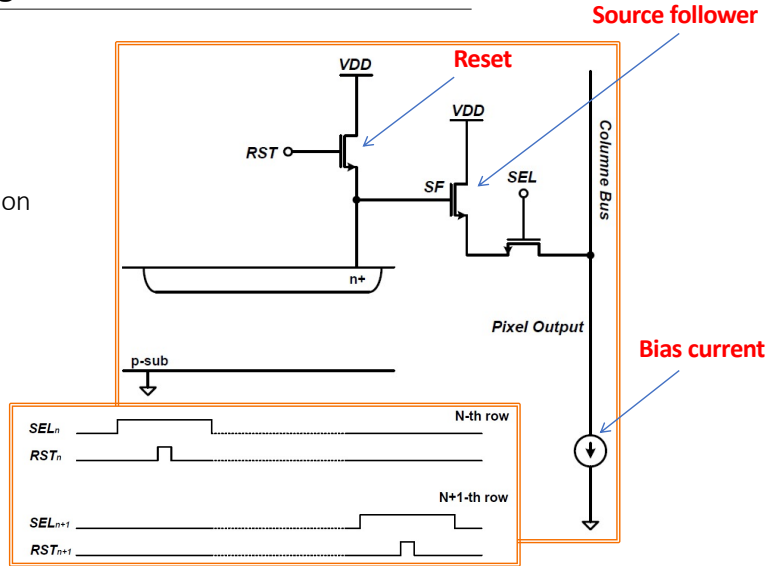 Source follower
Reset
VDD
VDD
RST
SF
SEL
Columne Bus
on
n+
Pixel Output
p-sub
Bias current
N-th row
SELn
RSTn
N+1-th row
SELn+1
RSTn+1